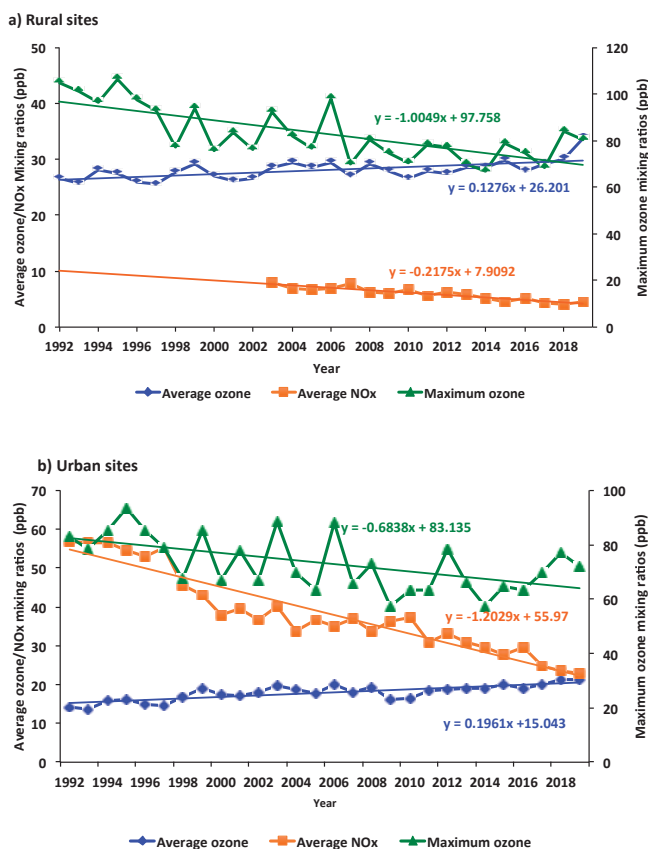 a) Rural sites
Average ozone/NOx Mixing ratios (ppb)
50
40
30
20
10
0
120
100
80
60
40
20
0
Maximum ozone mixing ratios (ppb)
y = -1.0049x + 97.758
y = 0.1276x + 26.201
y = -0.2175x + 7.9092
1992 1994 1996 1998 2000 2002 2004 2006 2008 2010 2012 2014 2016 2018
Year
Average ozone Average NOx Maximum ozone
b) Urban sites
Average ozone/NOx mixing ratios (ppb)
70
60
50
40
30
20
10
0
100
80
60
40
20
0
Maximum ozone mixing ratios (ppb)
y = -0.6838x + 83.135
y = -1.2029x + 55.97
y = 0.1961x +15.043
1992 1994 1996 1998 2000 2002 2004 2006 2008 2010 2012 2014 2016 2018
Year
Average ozone Average NOx Maximum ozone